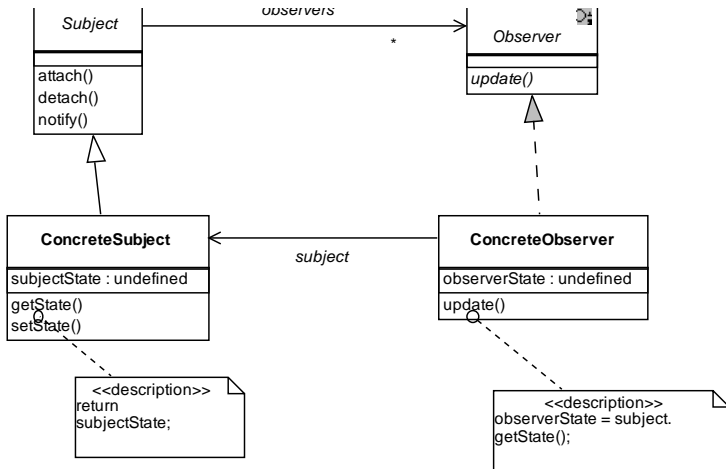 observers
Subject
Observer
*
attach()
detach()
notify()
update()
ConcreteSubject
ConcreteObserver
subject
subjectState : undefined
observerState : undefined
getState()
setState()
update()
<<description>>
return
subjectState;
<<description>>
observerState = subject.
getState();